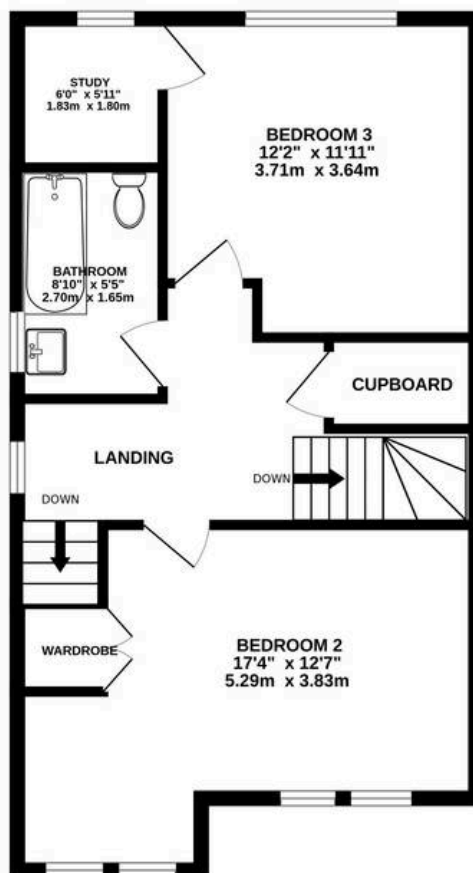 STUDY
6'0" x 5'11"
1.83m x 1.80m
BEDROOM 3
12'2" x 11'11"
3.71m x 3.64m
BATHROOM
8'10" x 5'5"
2.70m x 1.65m
CUPBOARD
LANDING
DOWN
DOWN
WARDROBE
BEDROOM 2
17'4" x 12'7"
5.29m x 3.83m